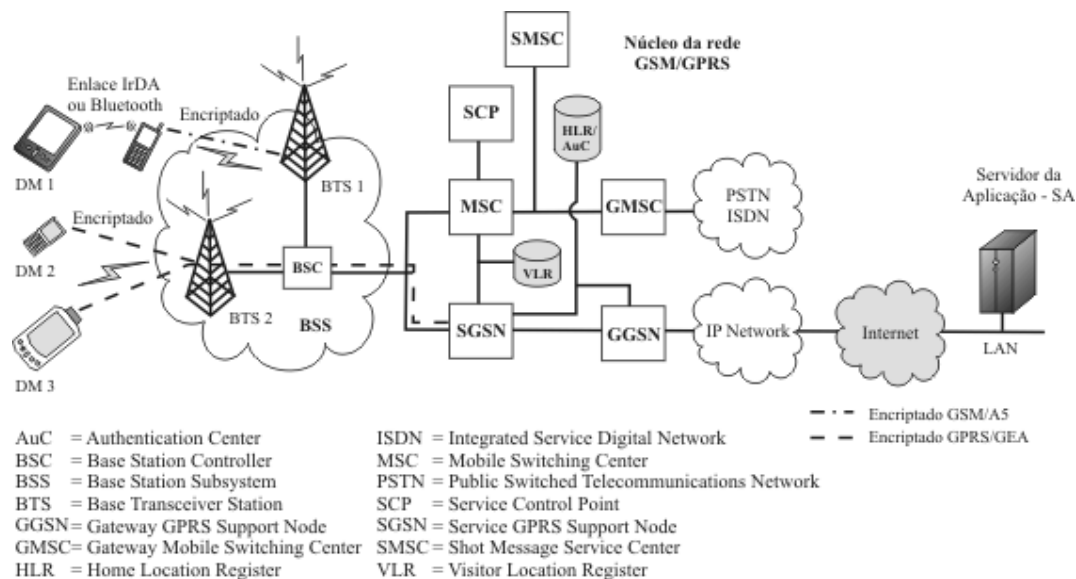 SMSC
Núcleo da rede
GSM/GPRS
Enlace IrDA
ou Bluetooth
Encriptado
SCP
HLR/
AuC
DM 1
BTS 1
MSC
GMSC
PSTN
ISDN
Servidor da
Aplicação - SA
Encriptado
DM 2
BSC
VLR
BTS 2
BSS
SGSN
GGSN
IP Network
Internet
LAN
DM 3
Encriptado GSM/A5
Encriptado GPRS/GEA
AuC = Authentication Center
BSC = Base Station Controller
BSS = Base Station Subsystem
BTS = Base Transceiver Station
GGSN = Gateway GPRS Support Node
GMSC = Gateway Mobile Switching Center
HLR = Home Location Register
ISDN = Integrated Service Digital Network
MSC = Mobile Switching Center
PSTN = Public Switched Telecommunications Network
SCP = Service Control Point
SGSN = Service GPRS Support Node
SMSC = Shot Message Service Center
VLR = Visitor Location Register